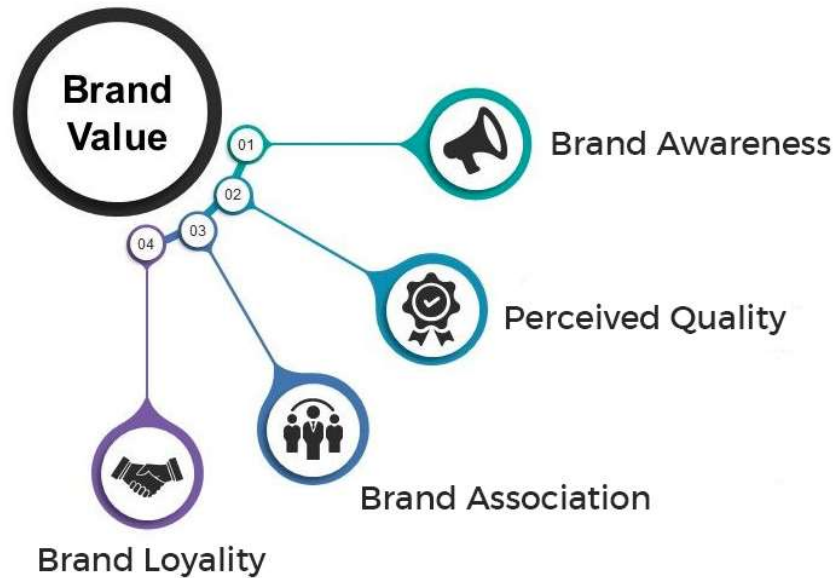 Brand
Value
01
Brand Awareness
02
Perceived Quality
03
Brand Association
04
Brand Loyality